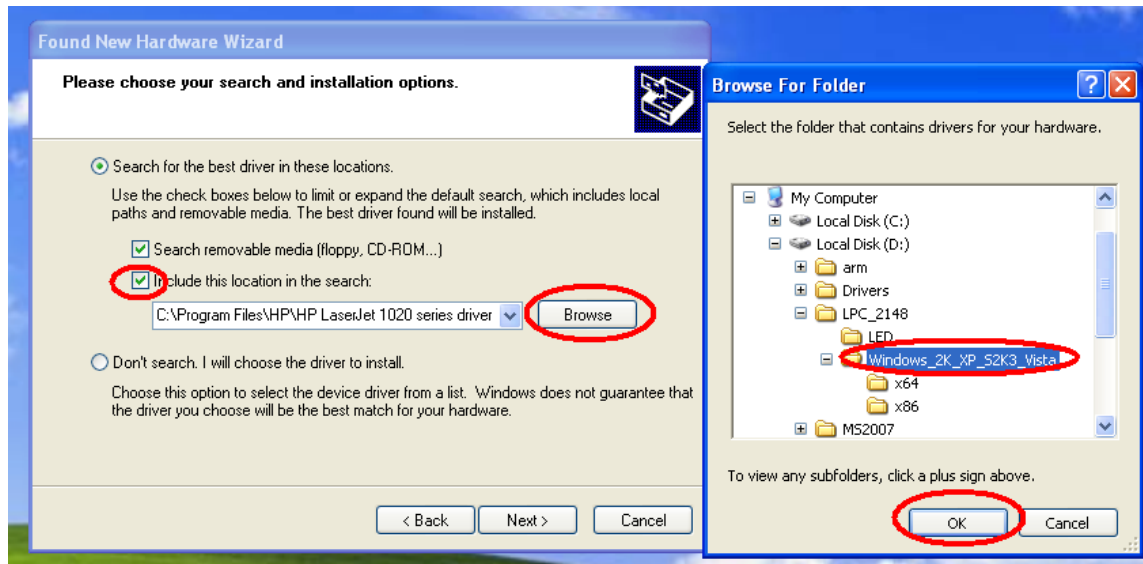 Found New Hardware Wizard
Please choose your search and installation options.
Search for the best driver in these locations.
Use the check boxes below to limit or expand the default search, which includes local
paths and removable media. The best driver found will be installed.
Search removable media (floppy, CD-ROM...)
Include this location in the search:
C:\Program Files\HP\HP LaserJet 1020 series driver
Browse
Don't search. I will choose the driver to install.
Choose this option to select the device driver from a list. Windows does not guarantee that
the driver you choose will be the best match for your hardware.
< Back
Next >
Cancel
Browse For Folder
Select the folder that contains drivers for your hardware.
My Computer
Local Disk (C:)
Local Disk (D:)
arm
Drivers
LPC_2148
LED
Windows_2K_XP_S2K3_Vista
x64
x86
MS2007
To view any subfolders, click a plus sign above.
OK
Cancel